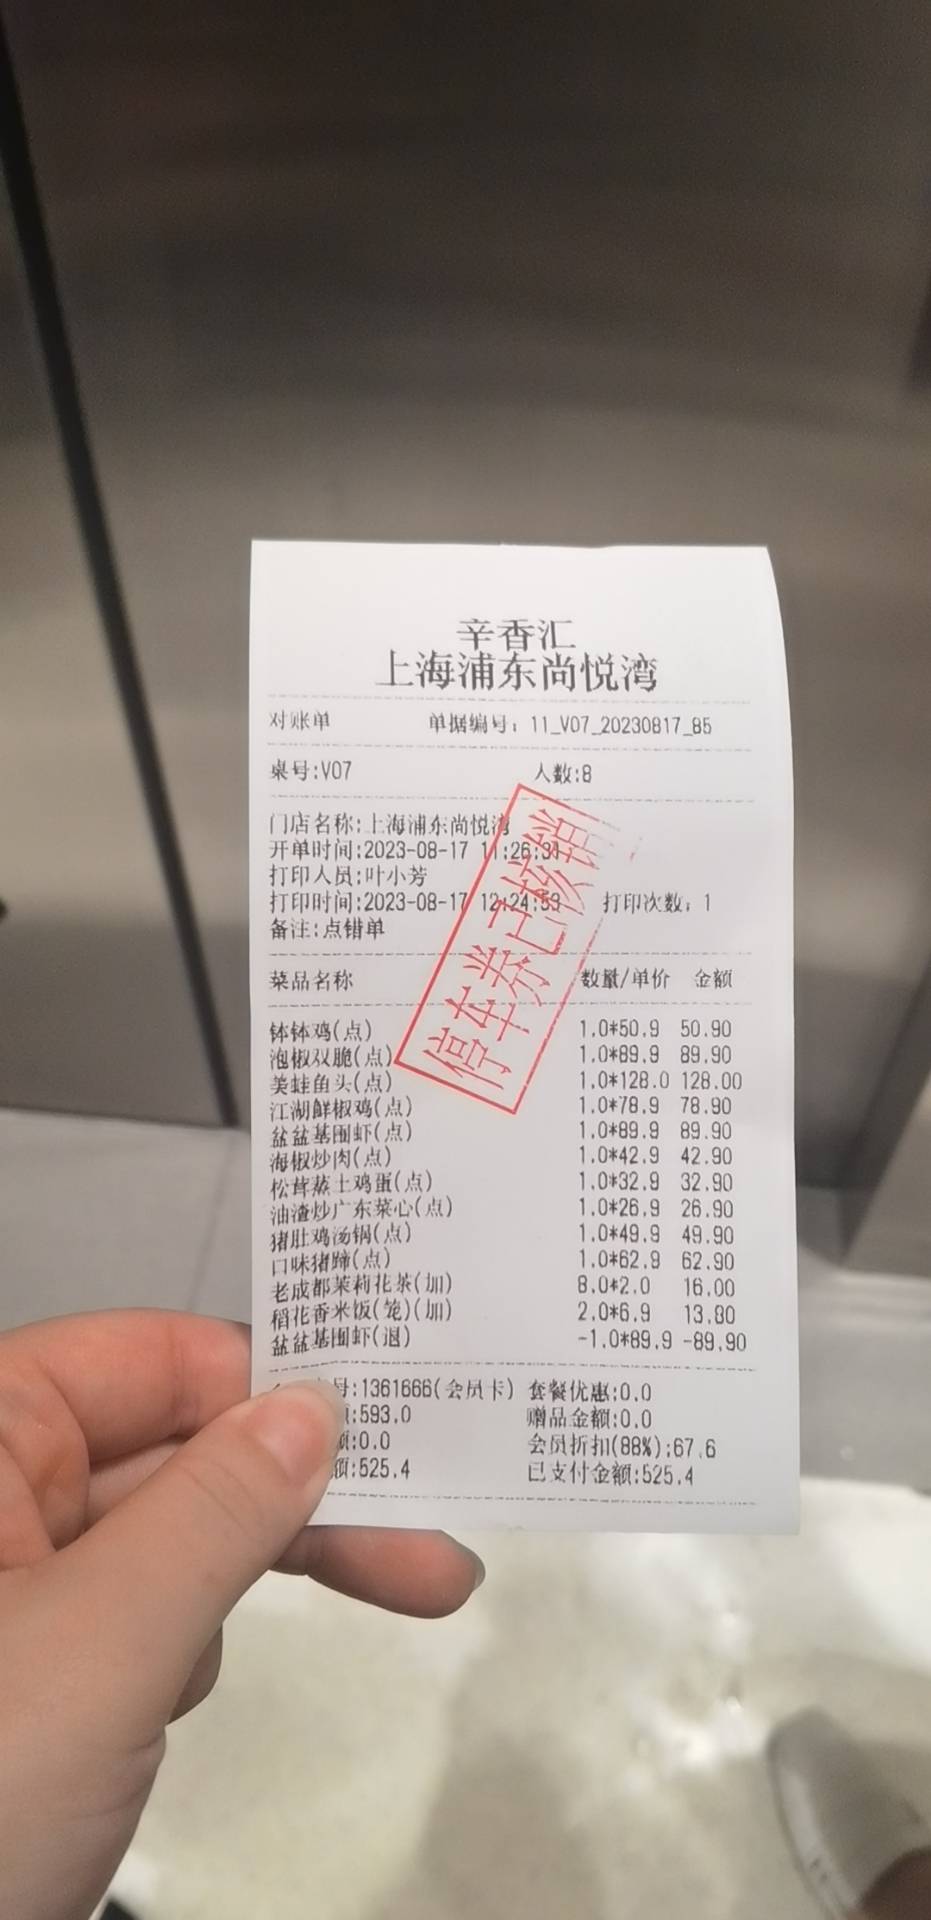 辛香汇
上海浦东尚悦湾
对账单 单据编号: 11_V07_20230817_85
桌号:V07 人数:8
门店名称:上海浦东尚悦湾
开单时间:2023-08-17 11:26:31
打印人员:叶小芳
打印时间:2023-08-17 12:24:53 打印次数: 1
备注:点错单
停车券已核销
菜品名称 数量/单价 金额
钵钵鸡(点) 1.0*50.9 50.90
泡椒双脆(点) 1.0*89.9 89.90
美蛙鱼头(点) 1.0*128.0 128.00
江湖鲜椒鸡(点) 1.0*78.9 78.90
盆盆基围虾(点) 1.0*89.9 89.90
海椒炒肉(点) 1.0*42.9 42.90
松茸蒸土鸡蛋(点) 1.0*32.9 32.90
油渣炒广东菜心(点) 1.0*26.9 26.90
猪肚鸡汤锅(点) 1.0*49.9 49.90
口味猪蹄(点) 1.0*62.9 62.90
老成都茉莉花茶(加) 8.0*2.0 16.00
稻花香米饭(笼)(加) 2.0*6.9 13.80
盆盆基围虾(退) -1.0*89.9 -89.90
号:1361666(会员卡) 套餐优惠:0.0
额:593.0 赠品金额:0.0
额:0.0 会员折扣(88%):67.6
额:525.4 已支付金额:525.4